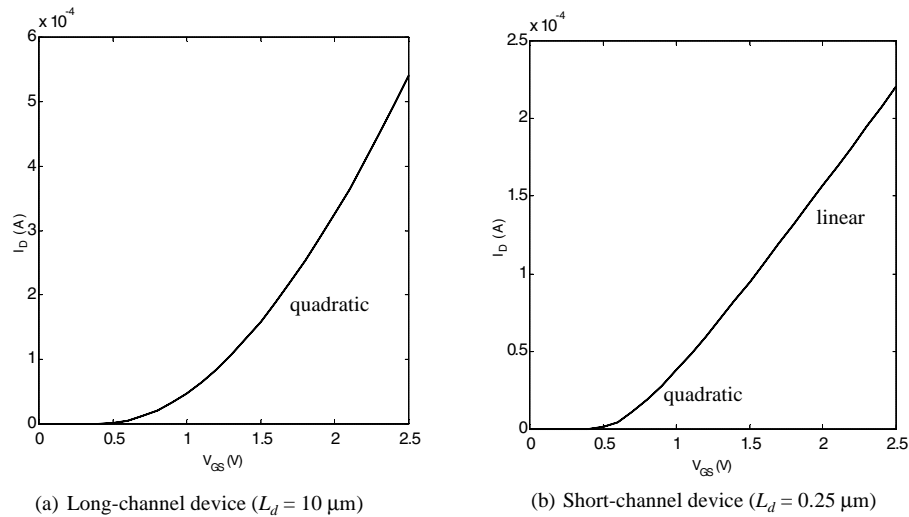 x 10⁻⁴
6
5
4
3
2
1
0
I_D (A)
quadratic
0 0.5 1 1.5 2 2.5
V_GS (V)
(a) Long-channel device (L_d = 10 μm)
x 10⁻⁴
2.5
2
1.5
1
0.5
0
I_D (A)
linear
quadratic
0 0.5 1 1.5 2 2.5
V_GS (V)
(b) Short-channel device (L_d = 0.25 μm)